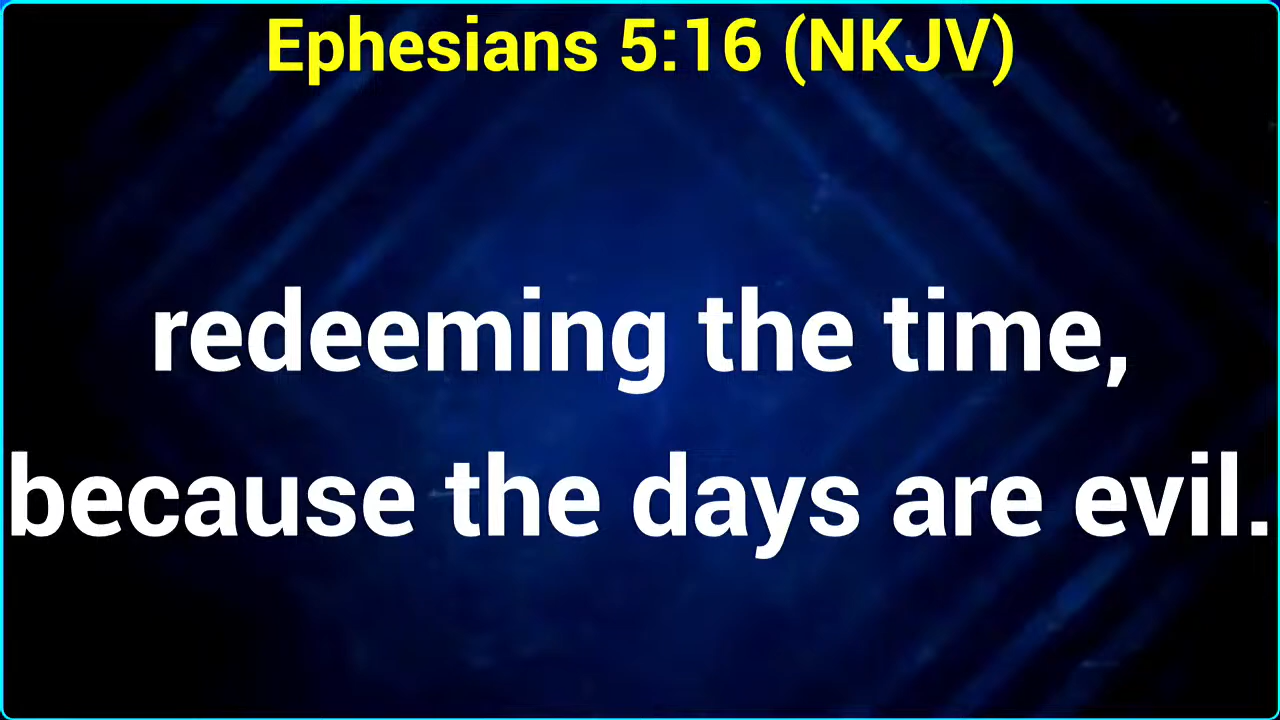 Ephesians 5:16 (NKJV)
redeeming the time,
because the days are evil.